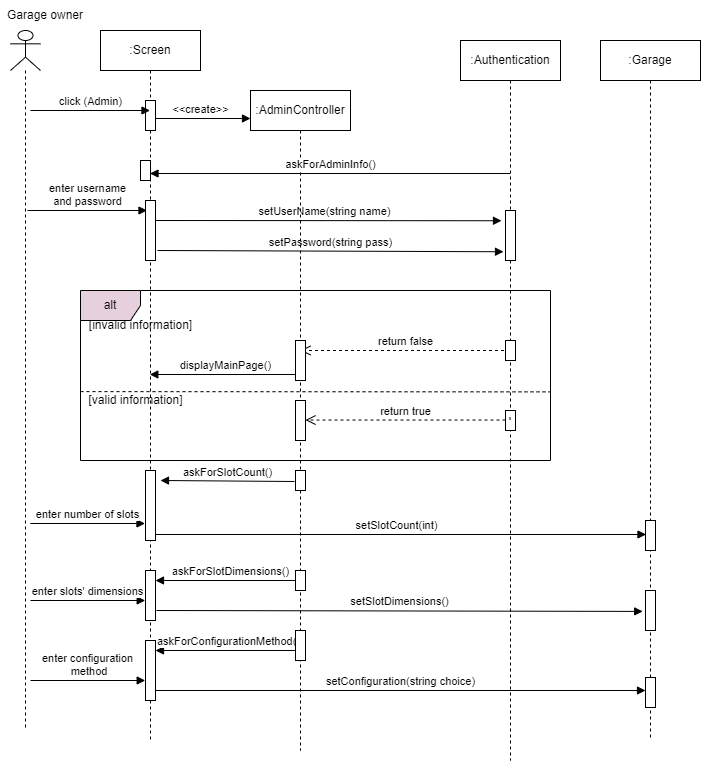 Garage owner
:Screen
:Authentication
:Garage
click (Admin)
<<create>>
:AdminController
askForAdminInfo()
enter username
and password
setUserName(string name)
setPassword(string pass)
alt
[invalid information]
return false
displayMainPage()
[valid information]
return true
askForSlotCount()
enter number of slots
setSlotCount(int)
askForSlotDimensions()
enter slots' dimensions
setSlotDimensions()
askForConfigurationMethod(
enter configuration
method
setConfiguration(string choice)